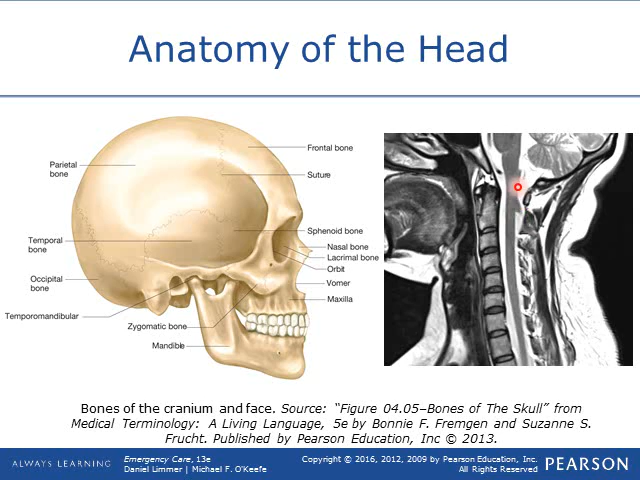 Anatomy of the Head
Frontal bone
Parietal
bone
Suture
Sphenoid bone
Temporal
bone
Nasal bone
Lacrimal bone
Orbit
Occipital
bone
Vomer
Maxilla
Temporomandibular
Zygomatic bone
Mandible
Bones of the cranium and face. Source: “Figure 04.05–Bones of The Skull” from
Medical Terminology: A Living Language, 5e by Bonnie F. Fremgen and Suzanne S.
Frucht. Published by Pearson Education, Inc © 2013.
ALWAYS LEARNING
Emergency Care, 13e
Daniel Limmer | Michael F. O'Keefe
Copyright © 2016, 2012, 2009 by Pearson Education, Inc.
All Rights Reserved
PEARSON